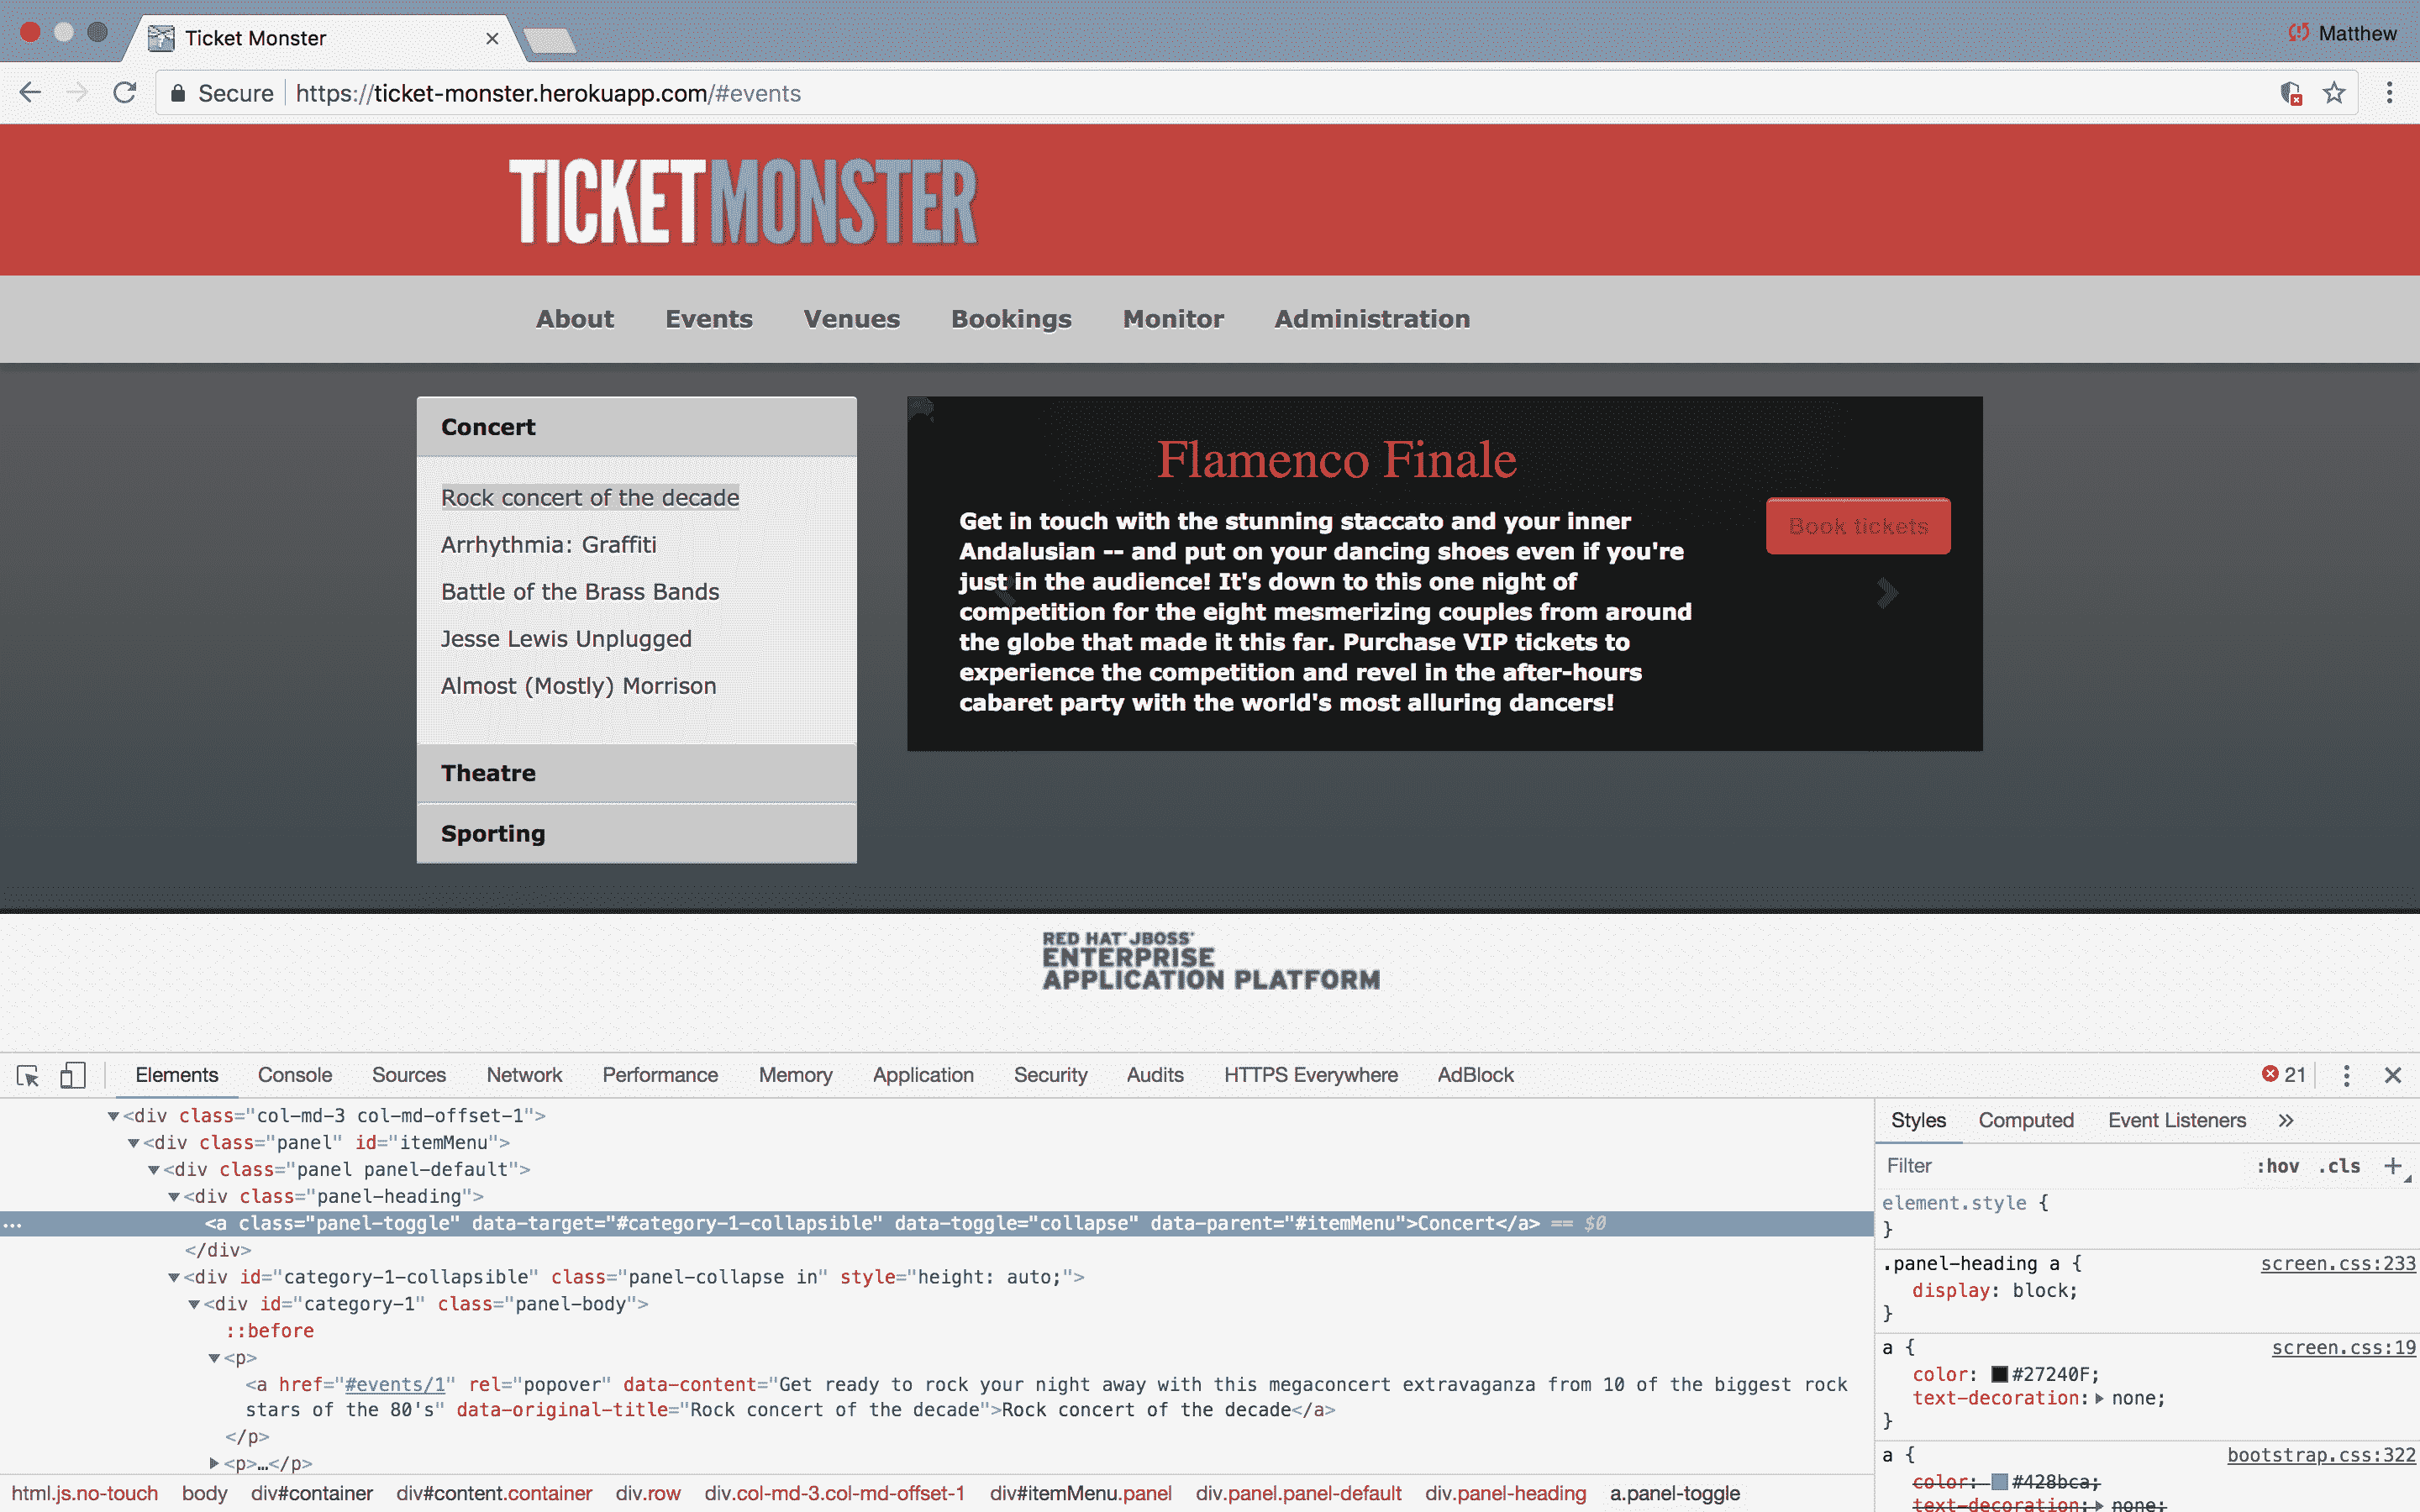 Ticket Monster
Matthew
Secure https://ticket-monster.herokuapp.com/#events
TICKETMONSTER
About Events Venues Bookings Monitor Administration
Concert
Rock concert of the decade
Arrhythmia: Graffiti
Battle of the Brass Bands
Jesse Lewis Unplugged
Almost (Mostly) Morrison
Theatre
Sporting
Flamenco Finale
Get in touch with the stunning staccato and your inner
Andalusian -- and put on your dancing shoes even if you're
just in the audience! It's down to this one night of
competition for the eight mesmerizing couples from around
the globe that made it this far. Purchase VIP tickets to
experience the competition and revel in the after-hours
cabaret party with the world's most alluring dancers!
Book tickets
RED HAT® JBOSS®
ENTERPRISE
APPLICATION PLATFORM
Elements Console Sources Network Performance Memory Application Security Audits HTTPS Everywhere AdBlock 21
<div class="col-md-3 col-md-offset-1">
<div class="panel" id="itemMenu">
<div class="panel panel-default">
<div class="panel-heading">
... <a class="panel-toggle" data-target="#category-1-collapsible" data-toggle="collapse" data-parent="#itemMenu">Concert</a> == $0
</div>
<div id="category-1-collapsible" class="panel-collapse in" style="height: auto;">
<div id="category-1" class="panel-body">
::before
<p>
<a href="#events/1" rel="popover" data-content="Get ready to rock your night away with this megaconcert extravaganza from 10 of the biggest rock
stars of the 80's" data-original-title="Rock concert of the decade">Rock concert of the decade</a>
</p>
<p>…</p>
html.js.no-touch body div#container div#content.container div.row div.col-md-3.col-md-offset-1 div#itemMenu.panel div.panel.panel-default div.panel-heading a.panel-toggle
Styles Computed Event Listeners »
Filter :hov .cls +
element.style {
}
.panel-heading a { screen.css:233
display: block;
}
a { screen.css:19
color: #27240F;
text-decoration: none;
}
a { bootstrap.css:322
color: #428bca;
text-decoration: none;